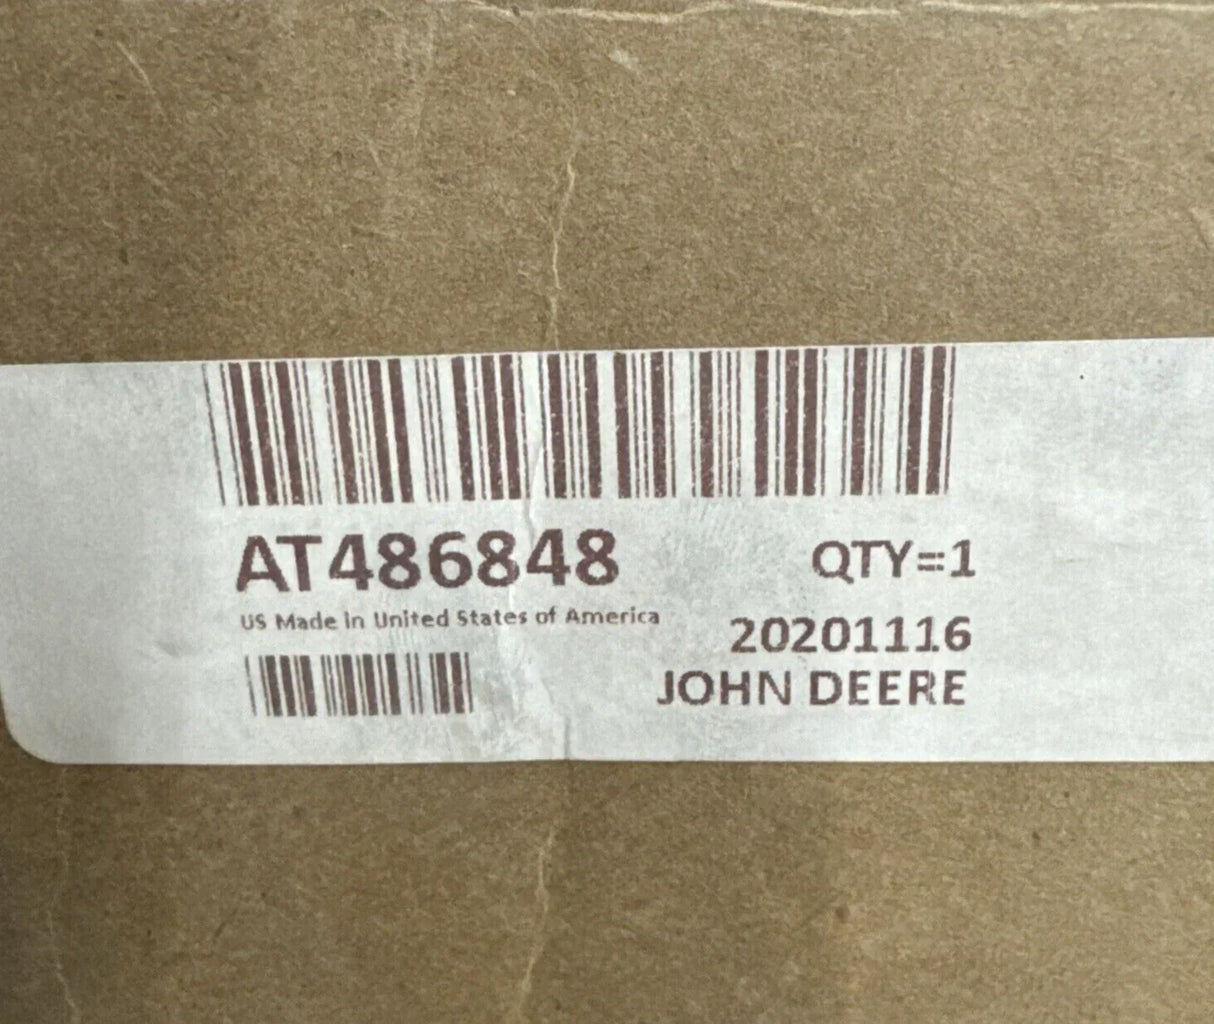 AT486848
QTY=1
US Made in United States of America
20201116
JOHN DEERE